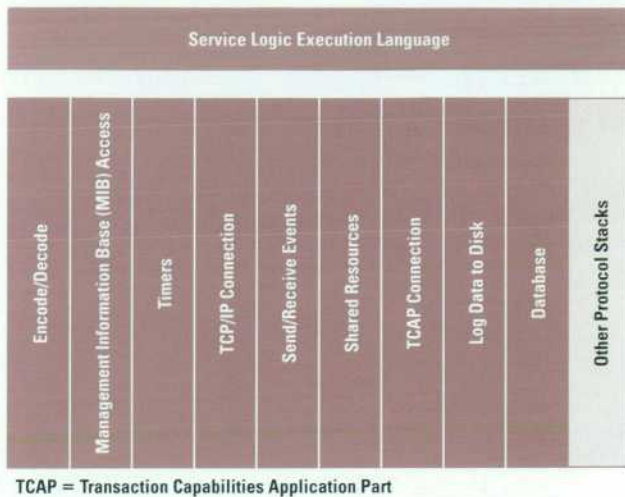 Service Logic Execution Language
Encode/Decode
Management Information Base (MIB) Access
Timers
TCP/IP Connection
Send/Receive Events
Shared Resources
TCAP Connection
Log Data to Disk
Database
Other Protocol Stacks
TCAP = Transaction Capabilities Application Part